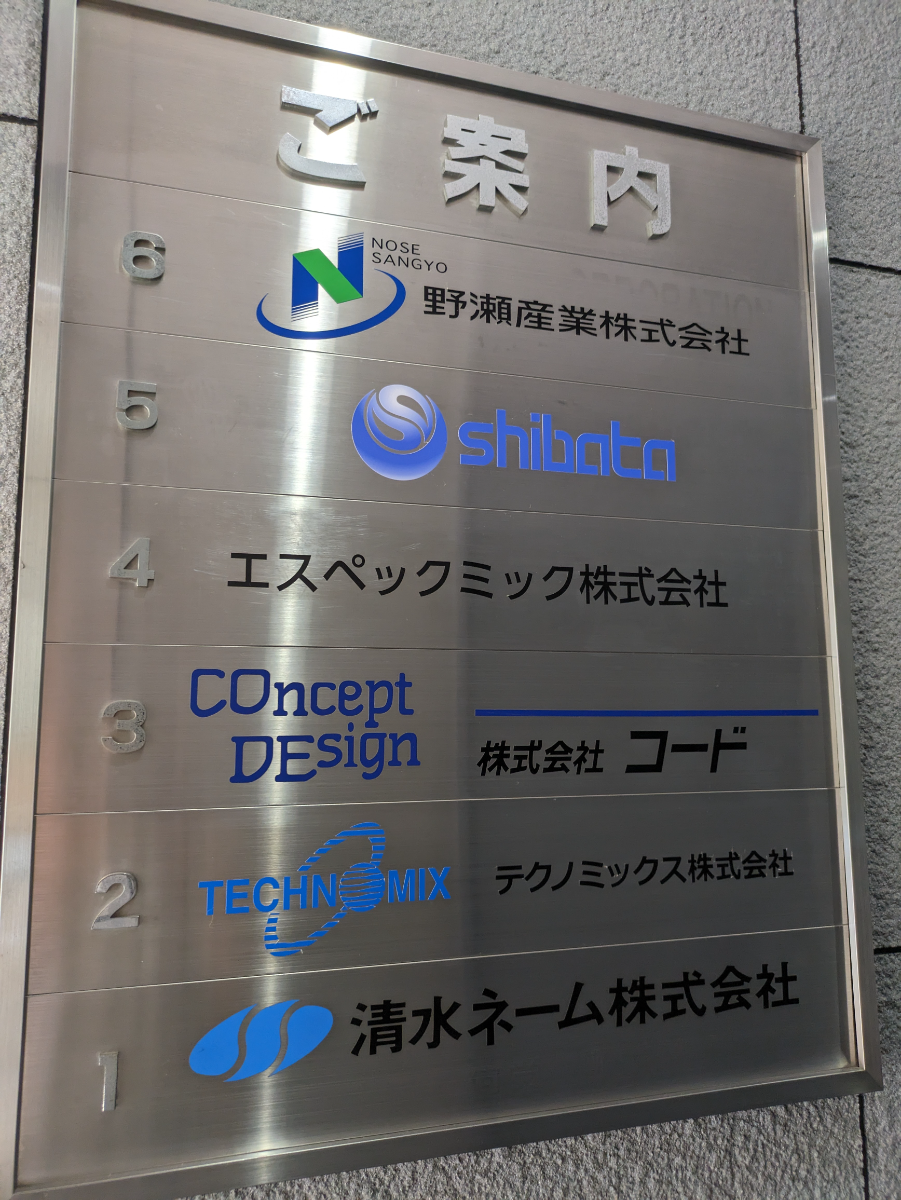 ご案内
6
NOSE
SANGYO
野瀬産業株式会社
5
shibata
4
エスペックミック株式会社
3
COncept
DEsign
株式会社 コード
2
TECHNOMIX
テクノミックス株式会社
1
清水ネーム株式会社